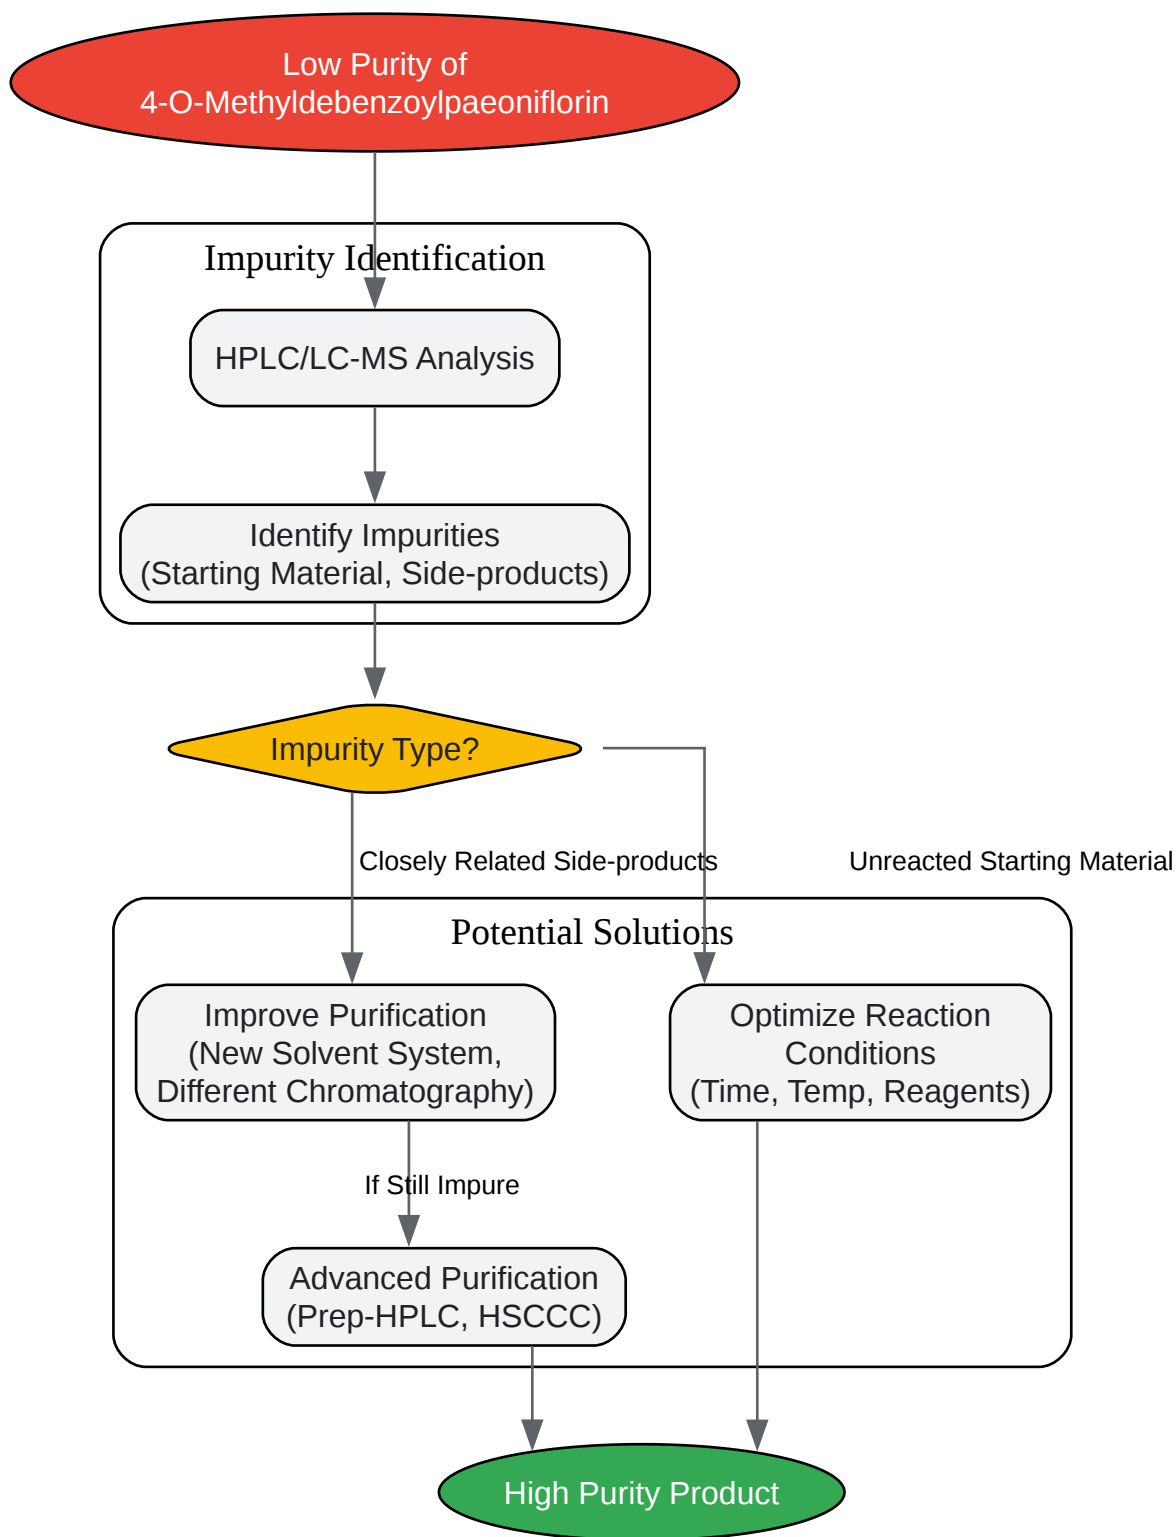 Low Purity of
4-O-Methyldebenzoylpaeoniflorin
Impurity Identification
HPLC/LC-MS Analysis
Identify Impurities
(Starting Material, Side-products)
Impurity Type?
Closely Related Side-products
Unreacted Starting Material
Potential Solutions
Improve Purification
(New Solvent System,
Different Chromatography)
Optimize Reaction
Conditions
(Time, Temp, Reagents)
If Still Impure
Advanced Purification
(Prep-HPLC, HSCCC)
High Purity Product